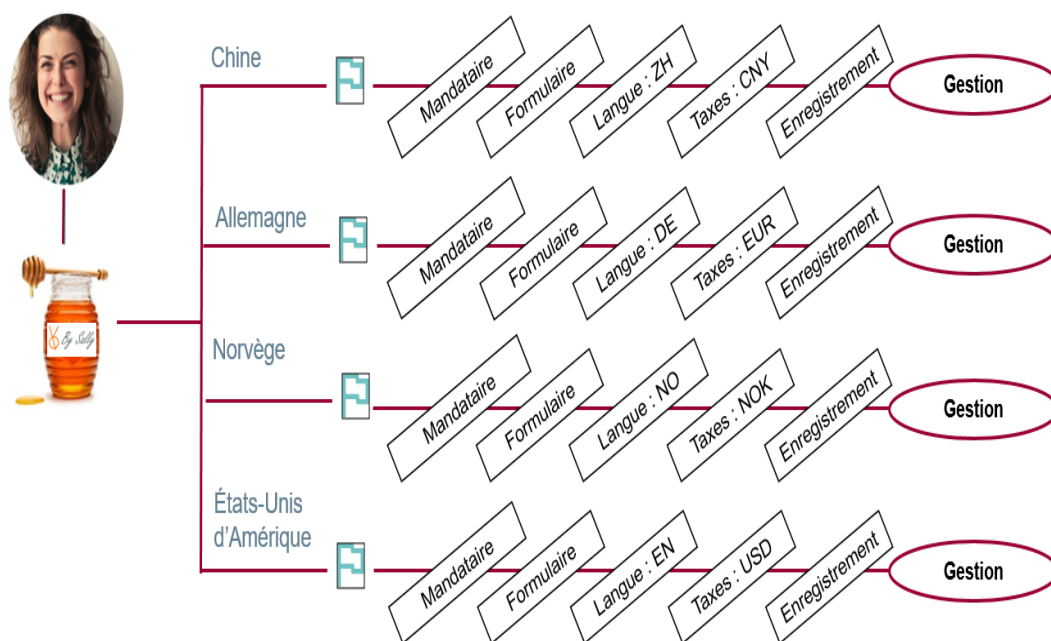 Chine
Mandataire
Formulaire
Langue : ZH
Taxes : CNY
Enregistrement
Gestion
Allemagne
Mandataire
Formulaire
Langue : DE
Taxes : EUR
Enregistrement
Gestion
By Sally
Norvège
Mandataire
Formulaire
Langue : NO
Taxes : NOK
Enregistrement
Gestion
États-Unis
d'Amérique
Mandataire
Formulaire
Langue : EN
Taxes : USD
Enregistrement
Gestion